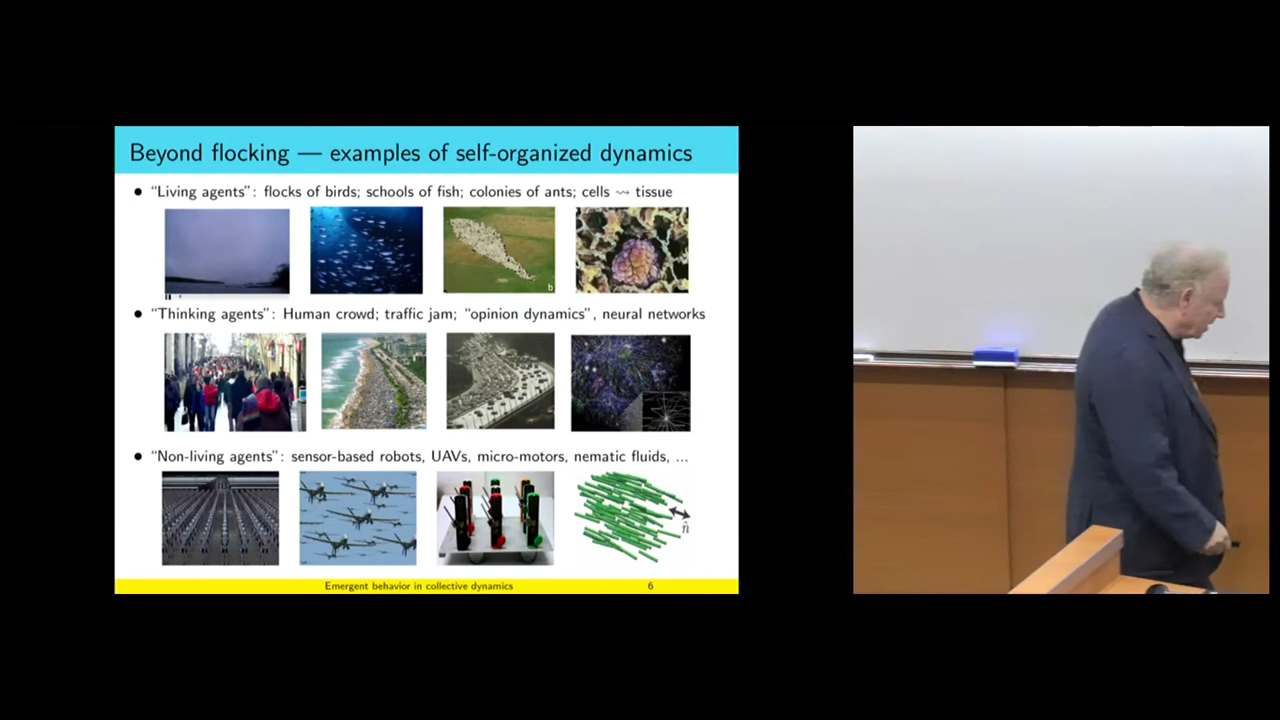 Beyond flocking — examples of self-organized dynamics
● “Living agents”: flocks of birds; schools of fish; colonies of ants; cells ⇝ tissue
b
● “Thinking agents”: Human crowd; traffic jam; “opinion dynamics”, neural networks
● “Non-living agents”: sensor-based robots, UAVs, micro-motors, nematic fluids, ...
n̂
Emergent behavior in collective dynamics 6